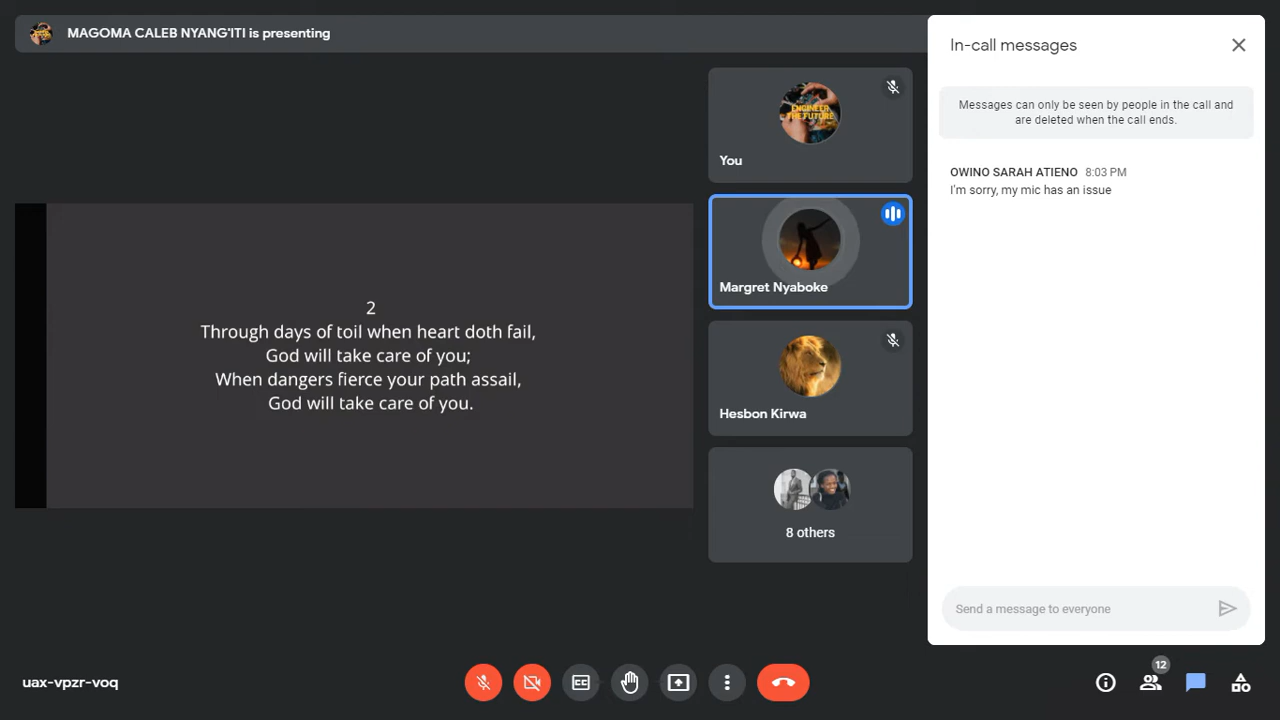 MAGOMA CALEB NYANG'ITI is presenting
2
Through days of toil when heart doth fail,
God will take care of you;
When dangers fierce your path assail,
God will take care of you.
ENGINEER
THE FUTURE
You
Margret Nyaboke
Hesbon Kirwa
8 others
In-call messages
Messages can only be seen by people in the call and
are deleted when the call ends.
OWINO SARAH ATIENO 8:03 PM
I'm sorry, my mic has an issue
Send a message to everyone
uax-vpzr-voq
CC
12